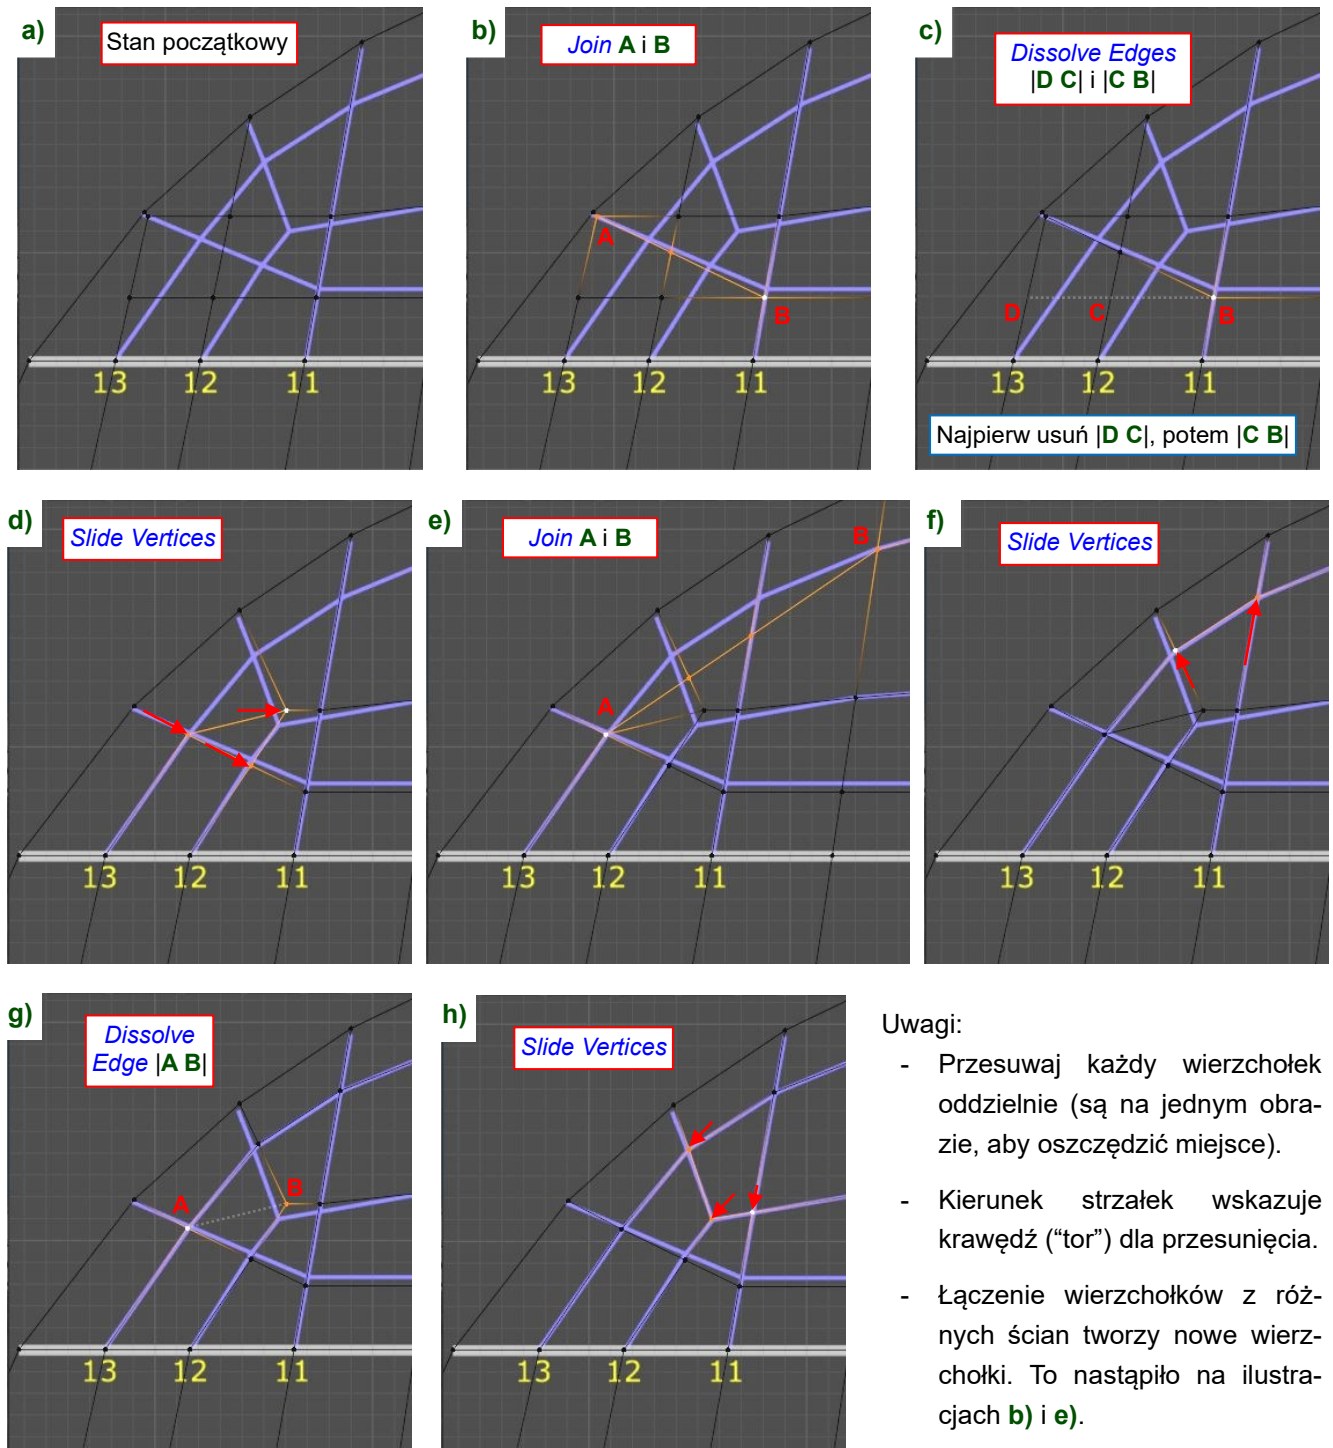 a)
Stan początkowy
13 12 11
b)
Join A i B
A
B
13 12 11
c)
Dissolve Edges
|D C| i |C B|
D C B
13 12 11
Najpierw usuń |D C|, potem |C B|
d)
Slide Vertices
13 12 11
e)
Join A i B
B
A
13 12 11
f)
Slide Vertices
13 12 11
g)
Dissolve
Edge |A B|
A B
13 12 11
h)
Slide Vertices
13 12 11
Uwagi:
- Przesuwaj każdy wierzchołek
oddzielnie (są na jednym obra-
zie, aby oszczędzić miejsce).
- Kierunek strzałek wskazuje
krawędź (“tor”) dla przesunięcia.
- Łączenie wierzchołków z róż-
nych ścian tworzy nowe wierz-
chołki. To nastąpiło na ilustra-
cjach b) i e).